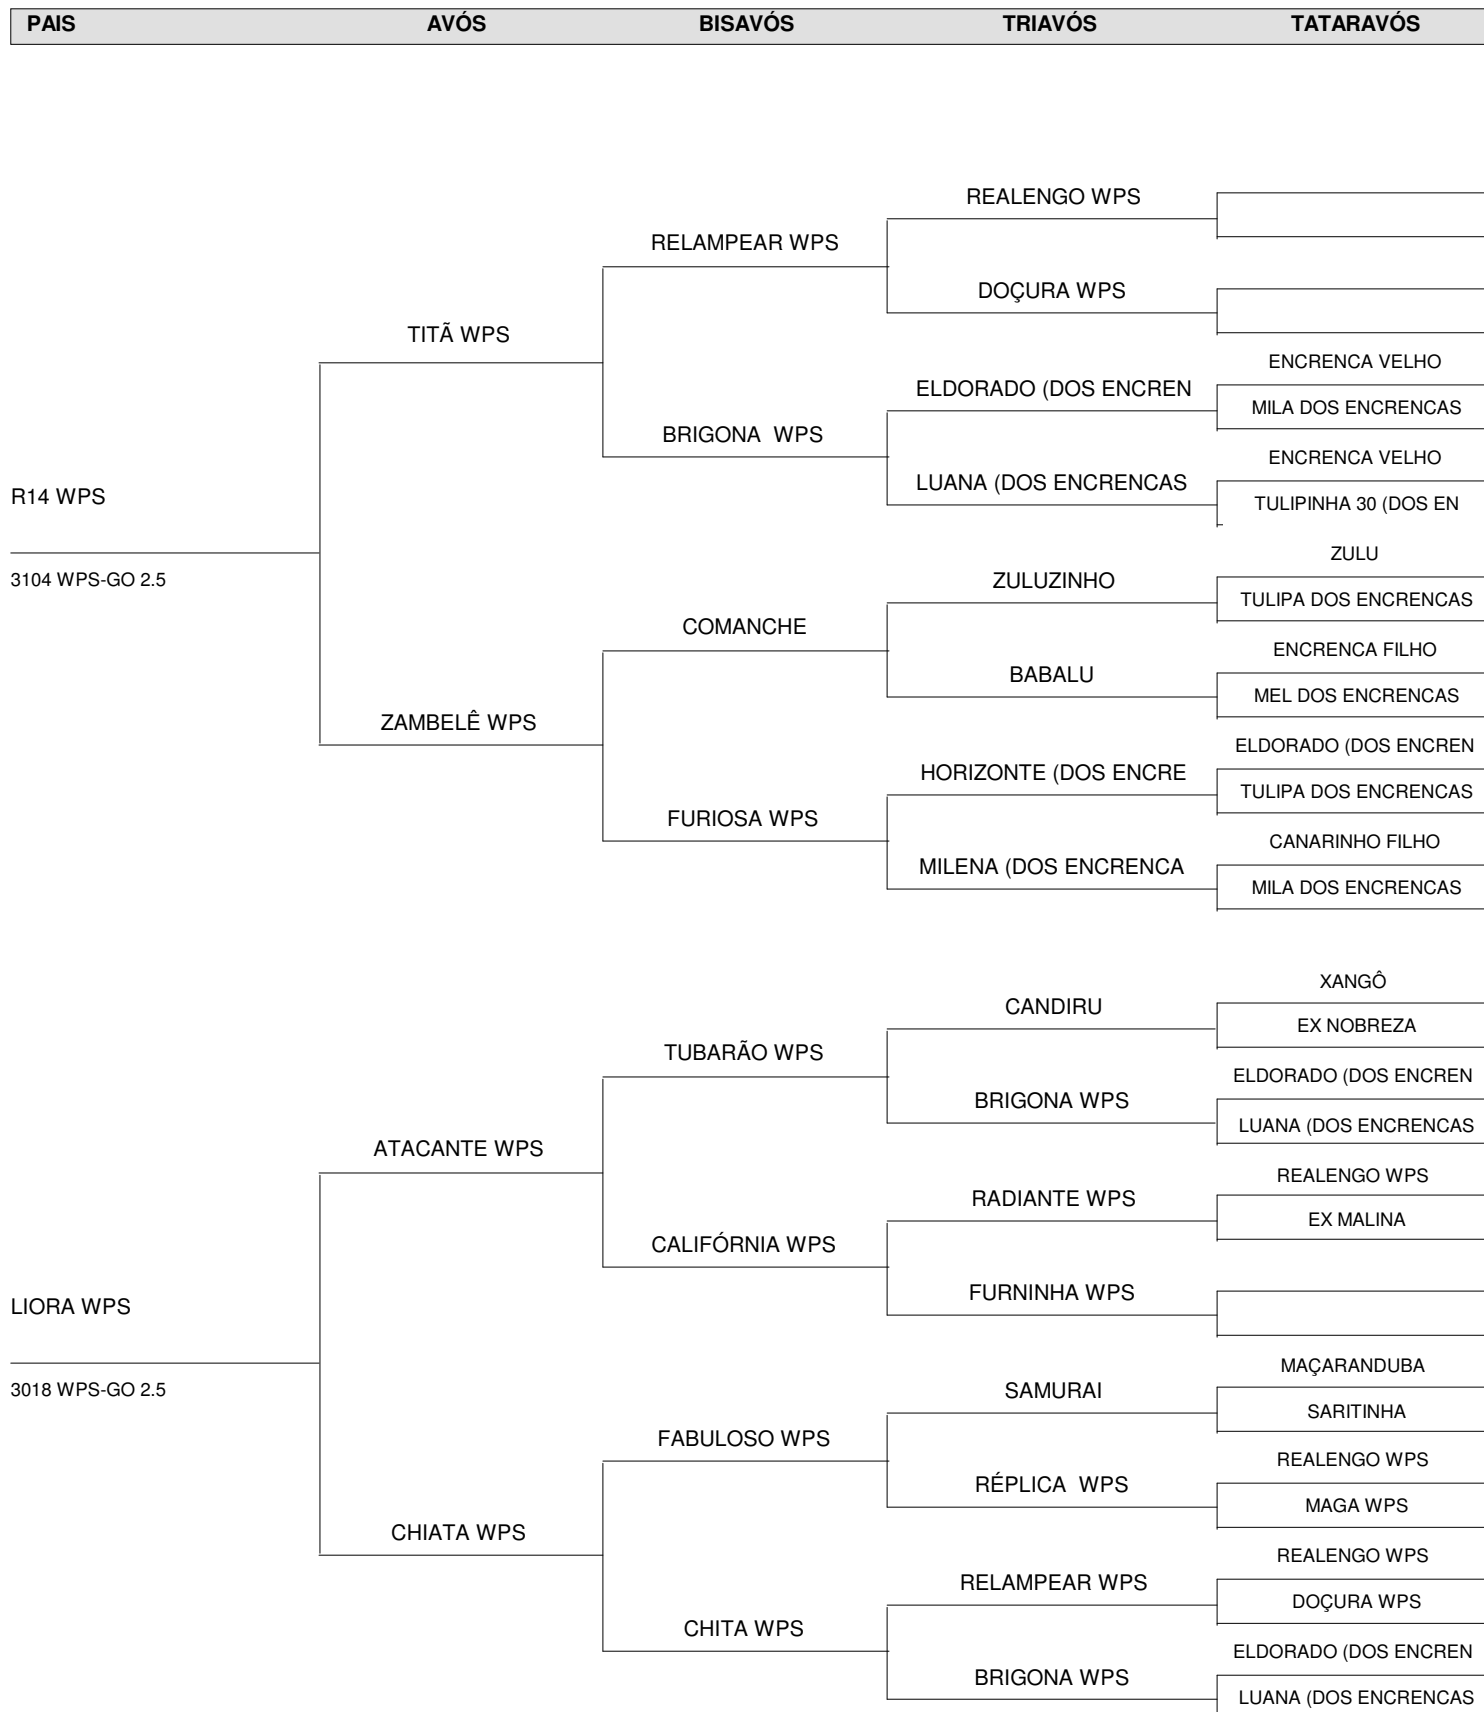 PAIS AVÓS BISAVÓS TRIAVÓS TATARAVÓS
REALENGO WPS
RELAMPEAR WPS
DOÇURA WPS
TITÃ WPS
ENCRENCA VELHO
ELDORADO (DOS ENCREN
MILA DOS ENCRENCAS
BRIGONA  WPS
ENCRENCA VELHO
LUANA (DOS ENCRENCAS
R14 WPS
TULIPINHA 30 (DOS EN
ZULU
3104 WPS-GO 2.5
ZULUZINHO
TULIPA DOS ENCRENCAS
COMANCHE
ENCRENCA FILHO
BABALU
MEL DOS ENCRENCAS
ZAMBELÊ WPS
ELDORADO (DOS ENCREN
HORIZONTE (DOS ENCRE
TULIPA DOS ENCRENCAS
FURIOSA WPS
CANARINHO FILHO
MILENA (DOS ENCRENCA
MILA DOS ENCRENCAS
XANGÔ
CANDIRU
EX NOBREZA
TUBARÃO WPS
ELDORADO (DOS ENCREN
BRIGONA WPS
LUANA (DOS ENCRENCAS
ATACANTE WPS
REALENGO WPS
RADIANTE WPS
EX MALINA
CALIFÓRNIA WPS
FURNINHA WPS
LIORA WPS
MAÇARANDUBA
3018 WPS-GO 2.5
SAMURAI
SARITINHA
FABULOSO WPS
REALENGO WPS
RÉPLICA  WPS
MAGA WPS
CHIATA WPS
REALENGO WPS
RELAMPEAR WPS
DOÇURA WPS
CHITA WPS
ELDORADO (DOS ENCREN
BRIGONA WPS
LUANA (DOS ENCRENCAS